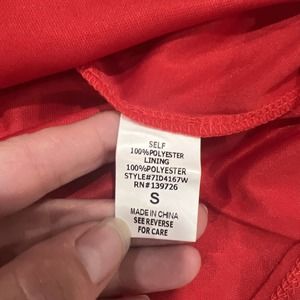 SELF
100%POLYESTER
LINING
100%POLYESTER
STYLE#7ID4167W
RN#139726
S
MADE IN CHINA
SEE REVERSE
FOR CARE